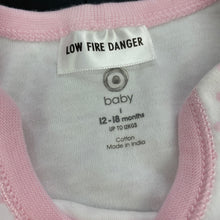 LOW FIRE DANGER
baby
1
12-18 months
UP TO 12KGS
Cotton
Made in India